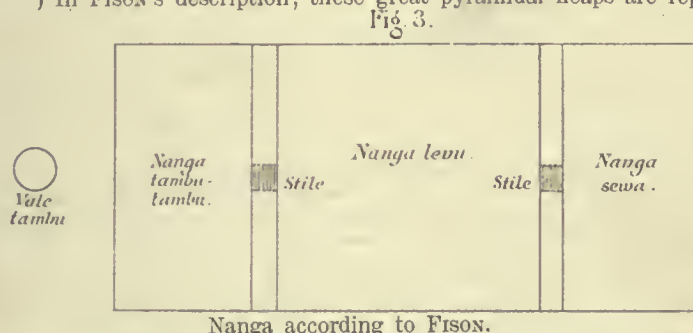 ) In FISON's description, these great pyramidal heaps are rep
Fig. 3.
Nanga
tambu-
tambu.
Stile
Nanga levu.
Stile
Nanga
sewa.
Vale
tambu
Nanga according to FISON.